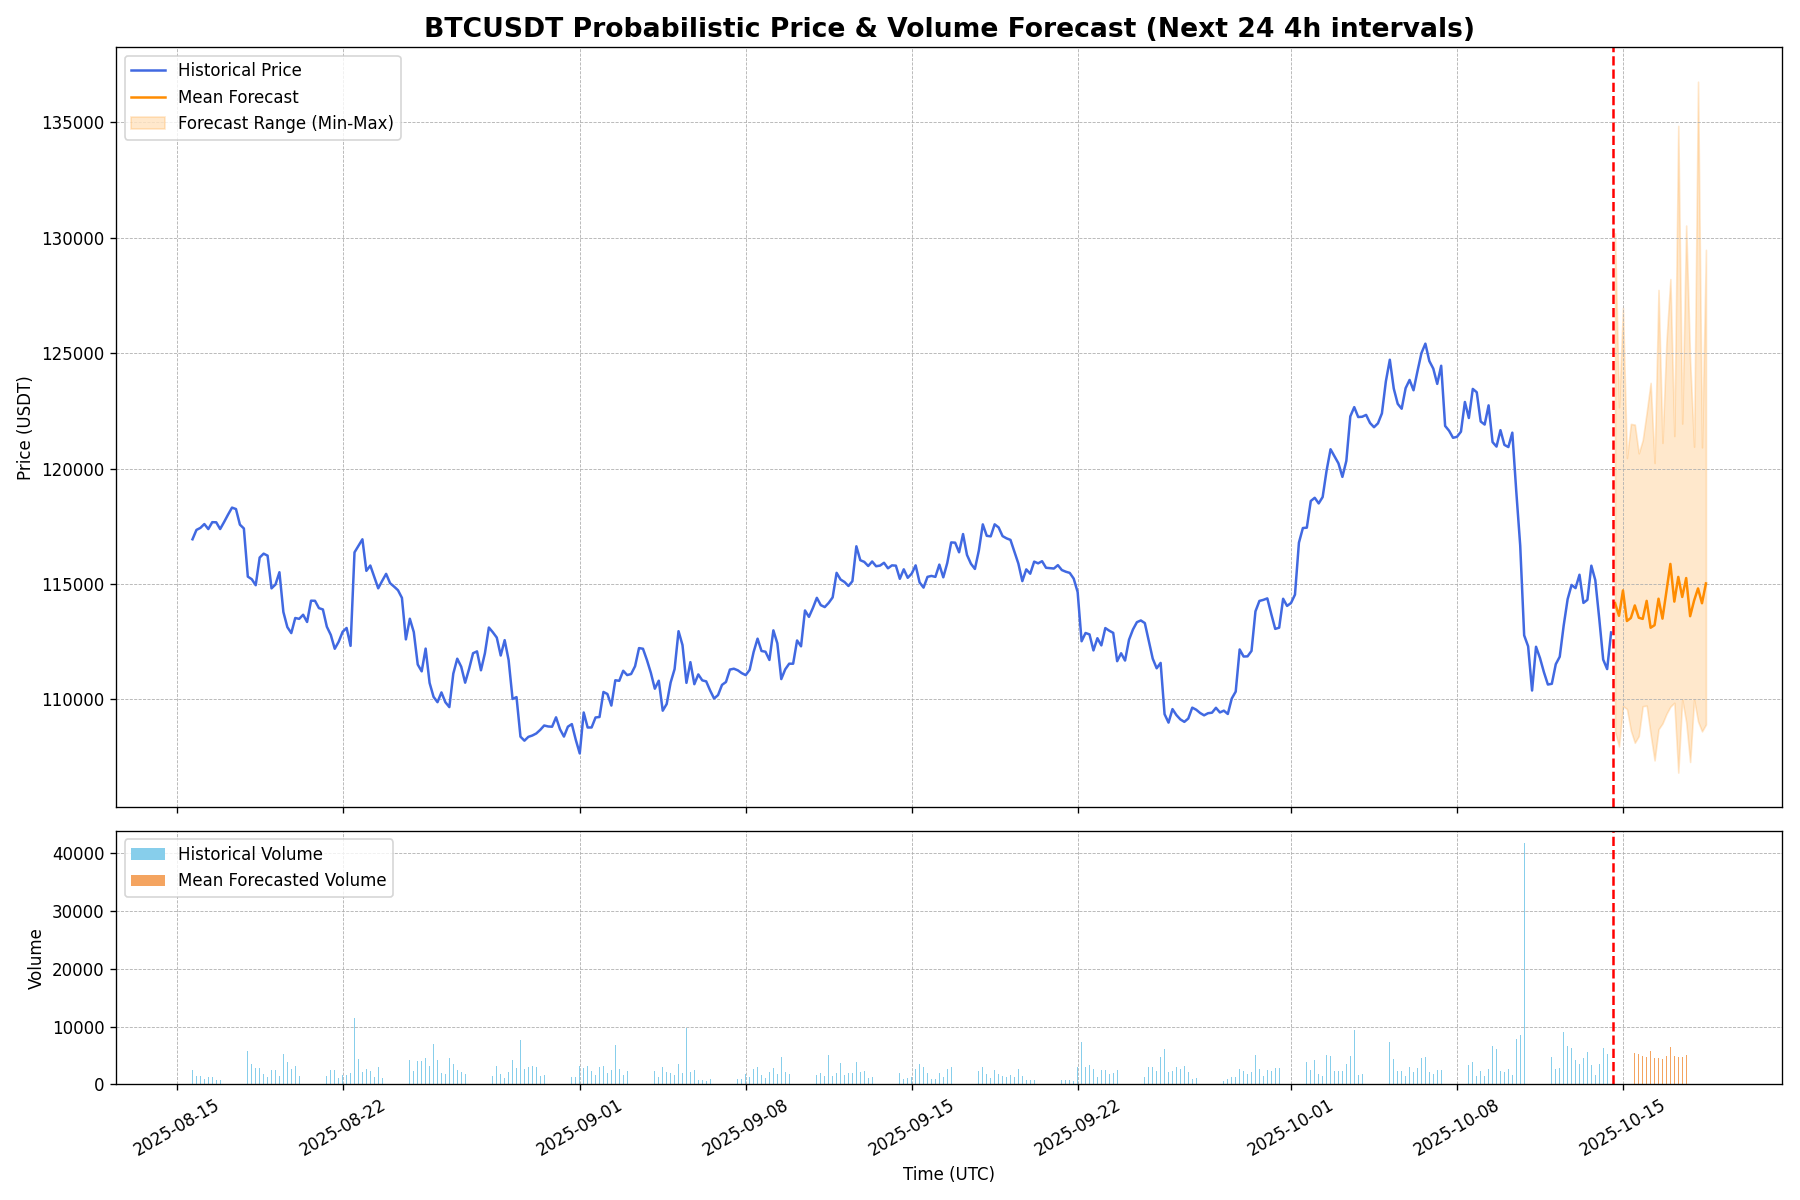 BTCUSDT Probabilistic Price & Volume Forecast (Next 24 4h intervals)
Historical Price
Mean Forecast
Forecast Range (Min-Max)
135000
130000
125000
120000
115000
110000
Price (USDT)
Historical Volume
Mean Forecasted Volume
40000
30000
20000
10000
0
Volume
2025-08-15
2025-08-22
2025-09-01
2025-09-08
2025-09-15
2025-09-22
2025-10-01
2025-10-08
2025-10-15
Time (UTC)